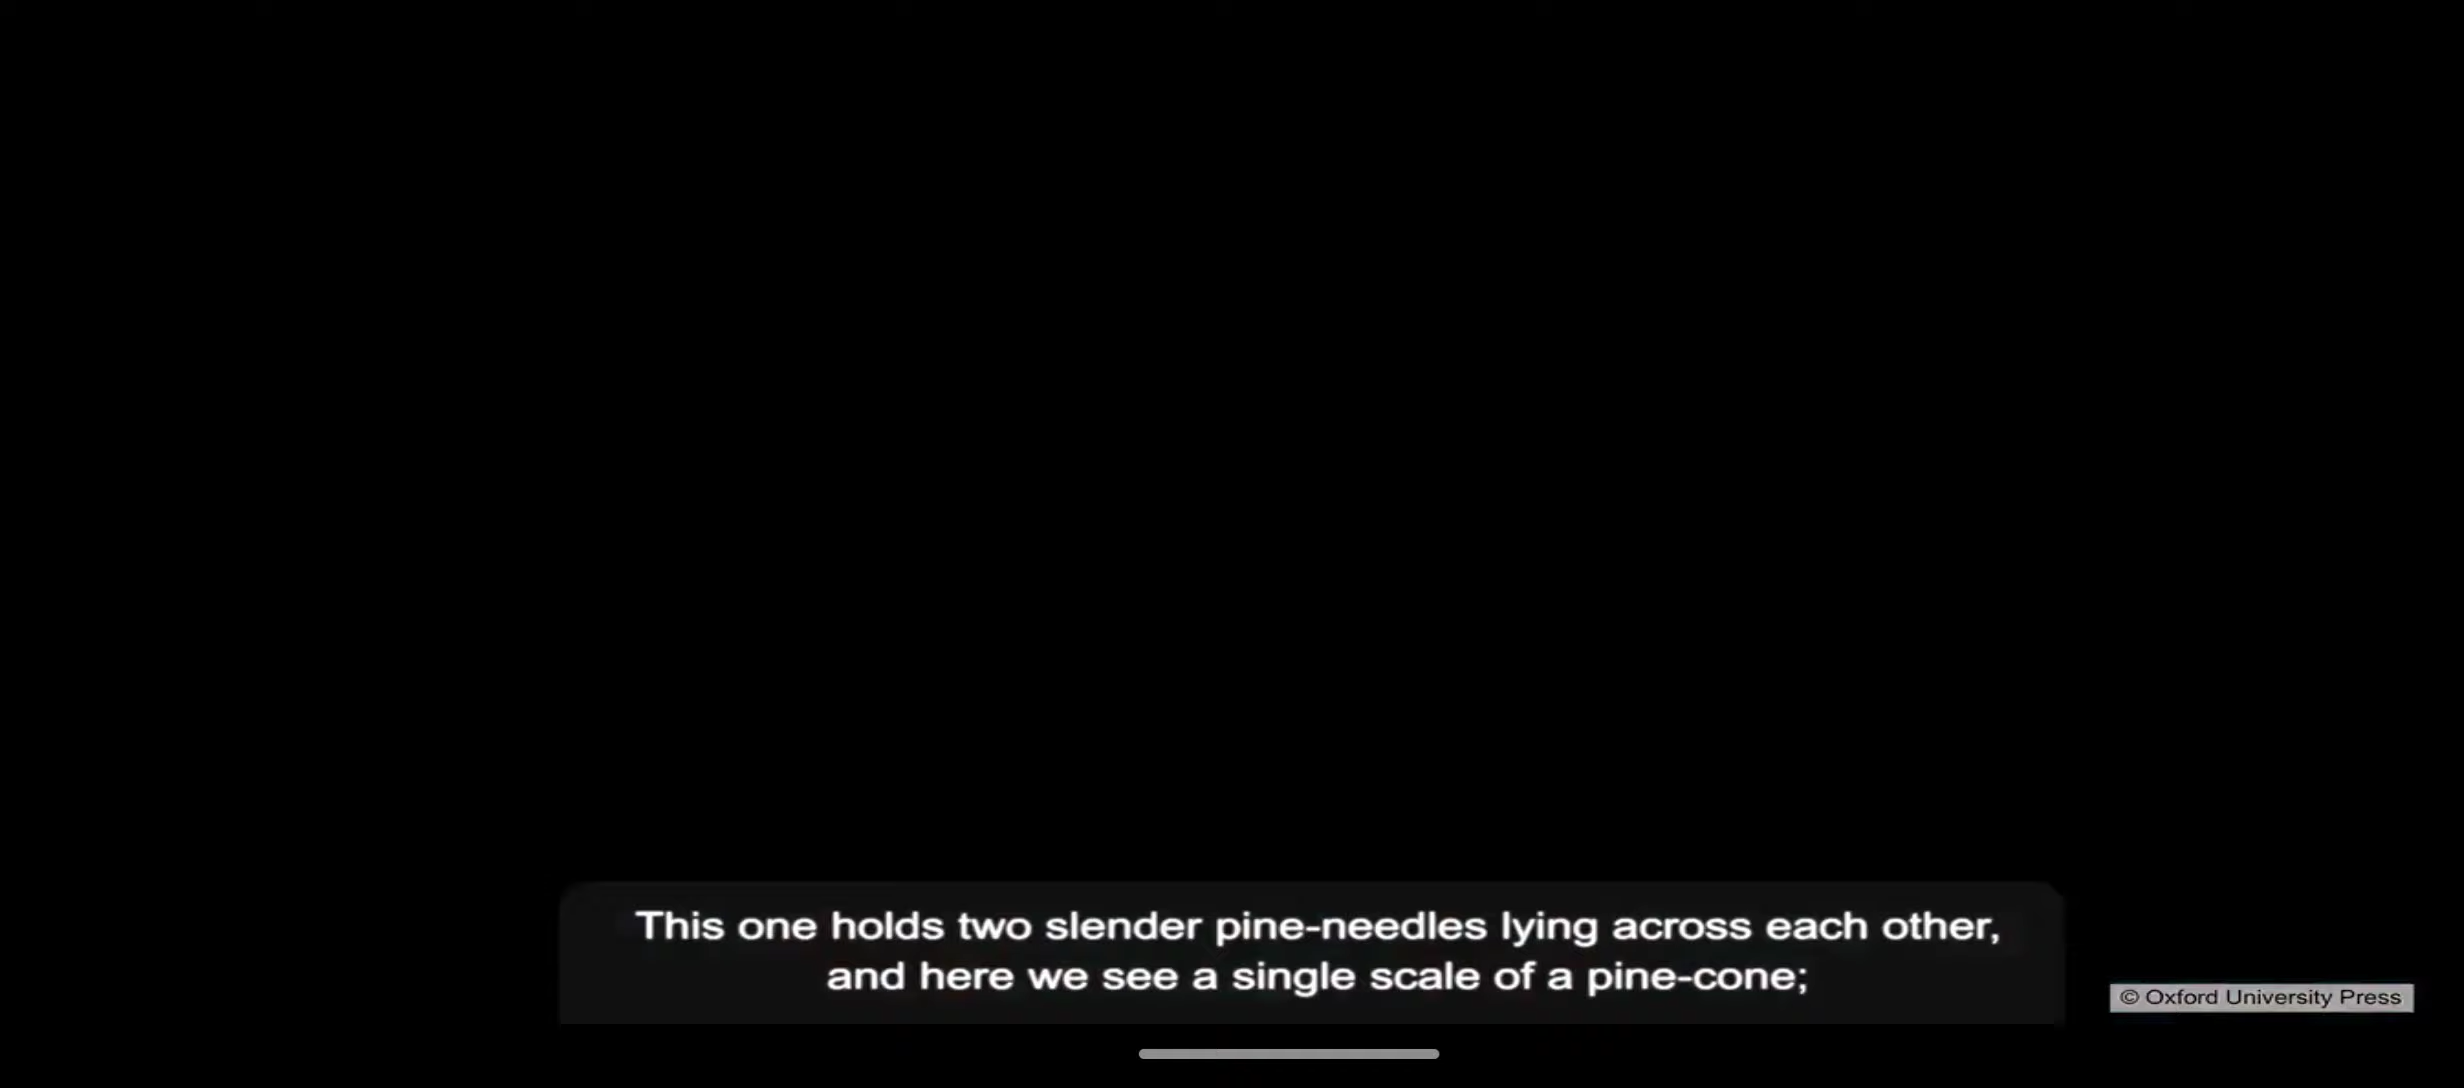 This one holds two slender pine-needles lying across each other,
and here we see a single scale of a pine-cone;
© Oxford University Press